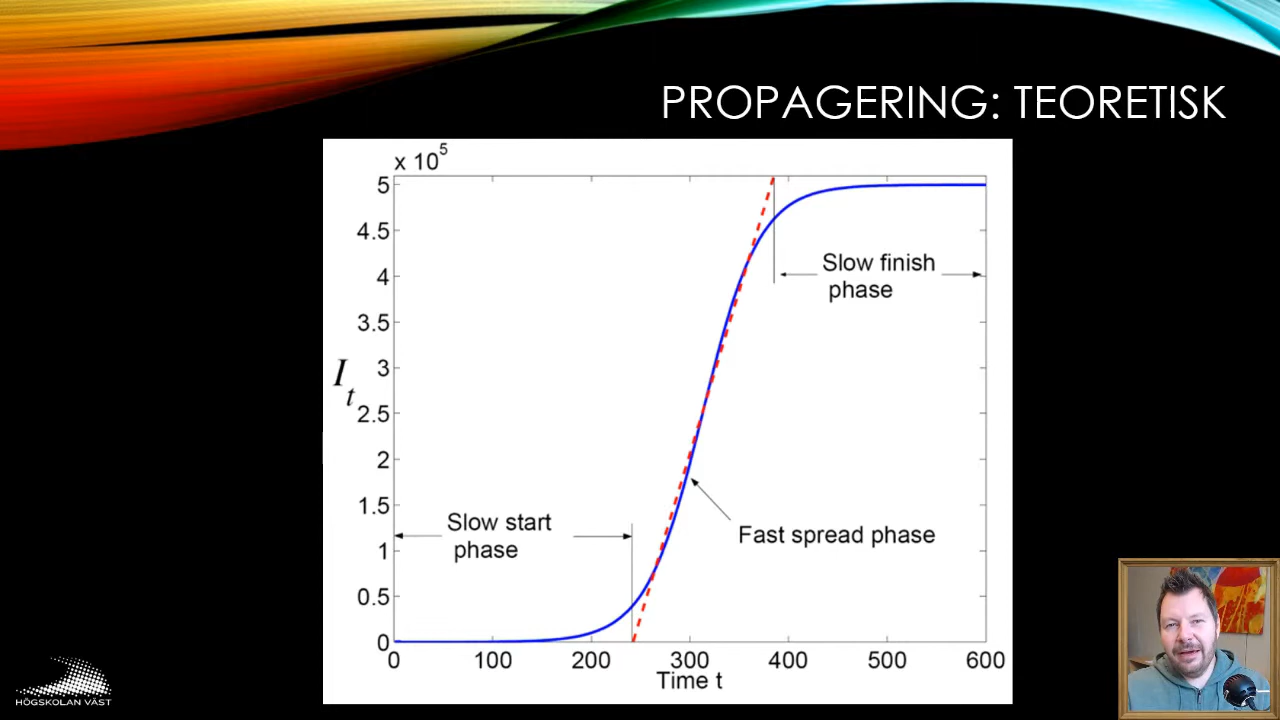 PROPAGERING: TEORETISK
x 10^5
5
4.5
4
3.5
3
2.5
2
1.5
1
0.5
0
I_t
Slow finish
phase
Slow start
phase
Fast spread phase
0 100 200 300 400 500 600
Time t
HÖGSKOLAN VÄST